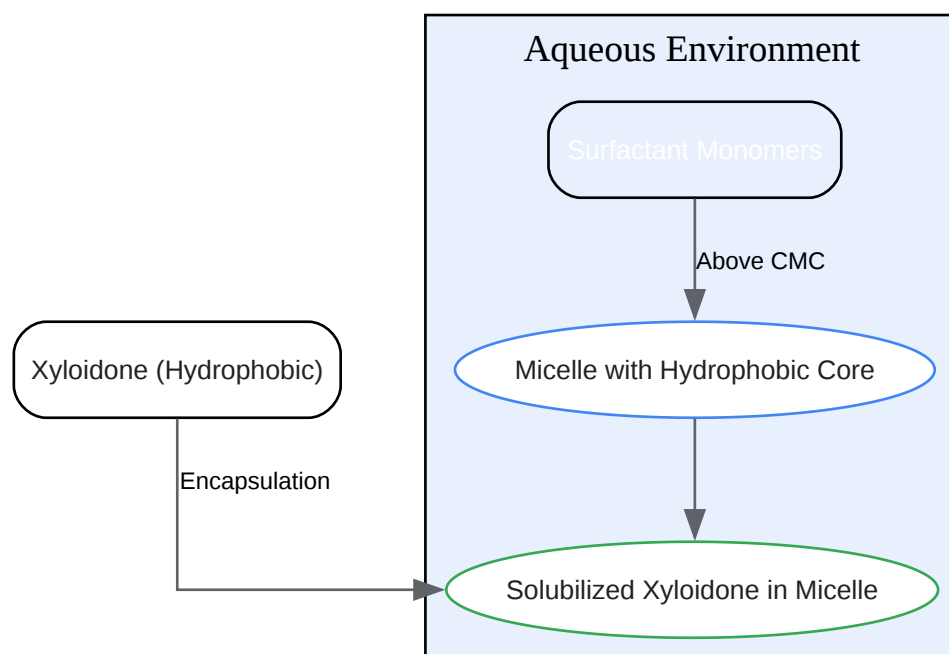 Aqueous Environment
Surfactant Monomers
Above CMC
Xyloidone (Hydrophobic)
Micelle with Hydrophobic Core
Encapsulation
Solubilized Xyloidone in Micelle